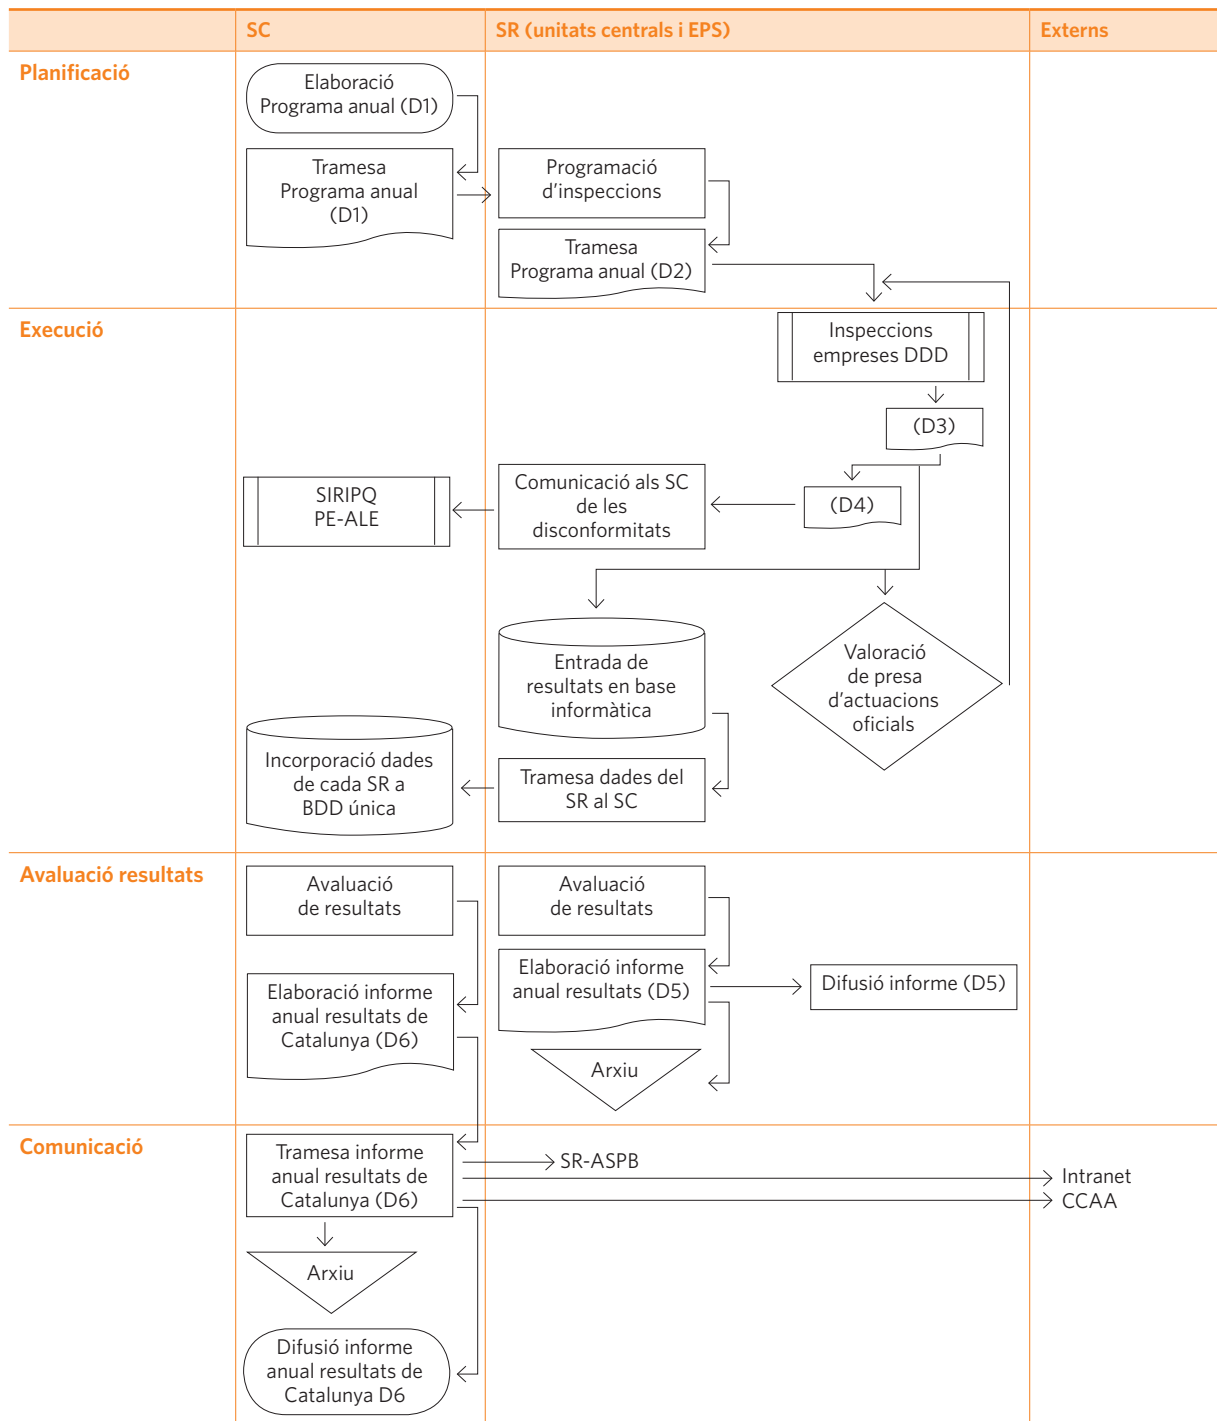 SC
SR (unitats centrals i EPS)
Externs
Planificació
Elaboració
Programa anual (D1)
Tramesa
Programa anual
(D1)
Programació
d'inspeccions
Tramesa
Programa anual (D2)
Execució
Inspeccions
empreses DDD
(D3)
(D4)
Comunicació als SC
de les
disconformitats
SIRIPQ
PE-ALE
Entrada de
resultats en base
informàtica
Valoració
de presa
d'actuacions
oficials
Tramesa dades del
SR al SC
Incorporació dades
de cada SR a
BDD única
Avaluació resultats
Avaluació
de resultats
Elaboració informe
anual resultats de
Catalunya (D6)
Avaluació
de resultats
Elaboració informe
anual resultats (D5)
Difusió informe (D5)
Arxiu
Comunicació
Tramesa informe
anual resultats de
Catalunya (D6)
SR-ASPB
Intranet
CCAA
Arxiu
Difusió informe
anual resultats de
Catalunya D6